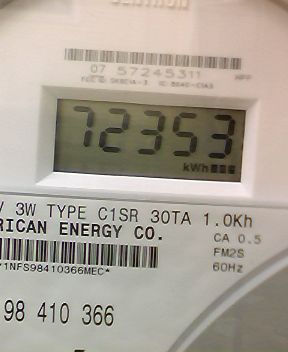 07 57245311
72353
kWh
3W TYPE C1SR 30TA 1.0Kh
RICAN ENERGY CO.
CA 0.5
FM2S
60Hz
*1NFS98410366MEC*
98 410 366